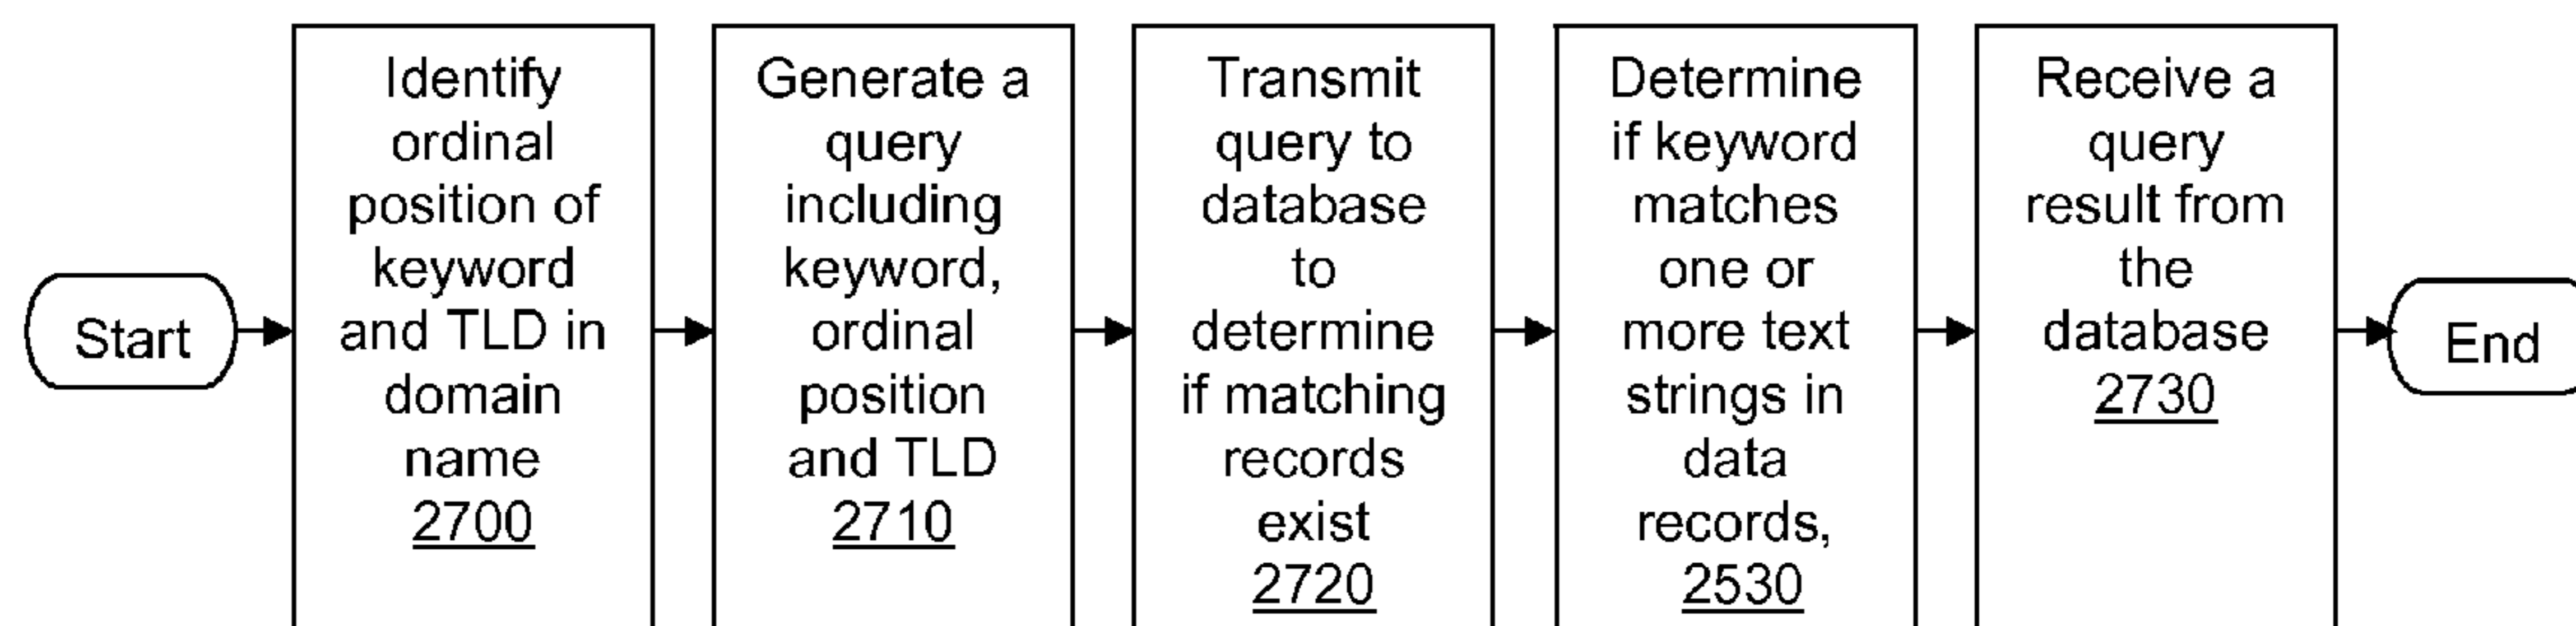 Start
Identify
ordinal
position of
keyword
and TLD in
domain
name
2700
Generate a
query
including
keyword,
ordinal
position
and TLD
2710
Transmit
query to
database
to
determine
if matching
records
exist
2720
Determine
if keyword
matches
one or
more text
strings in
data
records,
2530
Receive a
query
result from
the
database
2730
End